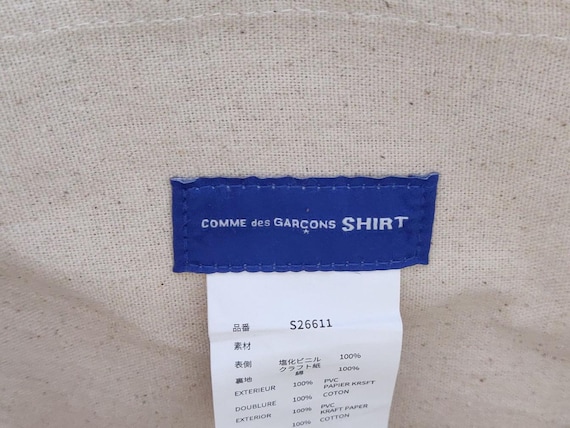 COMME des GARÇONS SHIRT
品番 S26611
素材
表側 塩化ビニル 100%
クラフト紙
裏地 綿 100%
EXTERIEUR 100% PVC
PAPIER KRSFT
DOUBLURE 100% COTON
EXTERIOR 100% PVC
KRAFT PAPER
100% COTTON